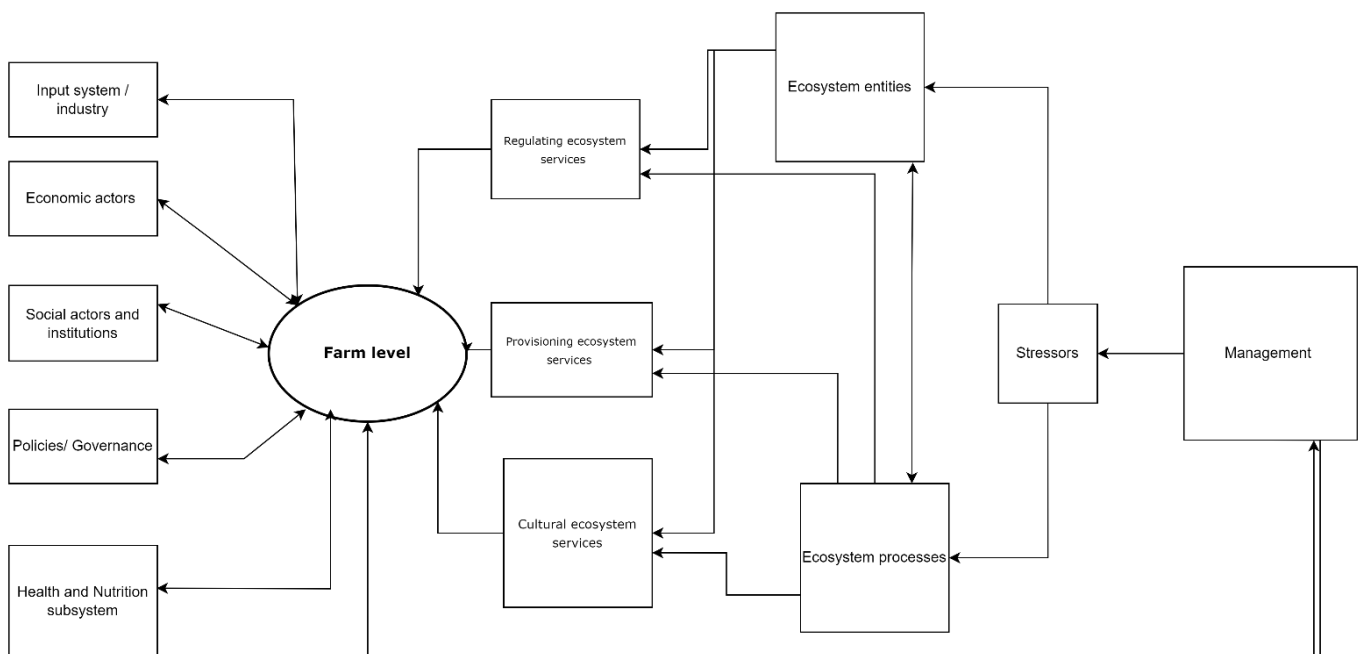 Input system /
industry
Economic actors
Social actors and
institutions
Policies/ Governance
Health and Nutrition
subsystem
Farm level
Regulating ecosystem
services
Provisioning ecosystem
services
Cultural ecosystem
services
Ecosystem entities
Ecosystem processes
Stressors
Management